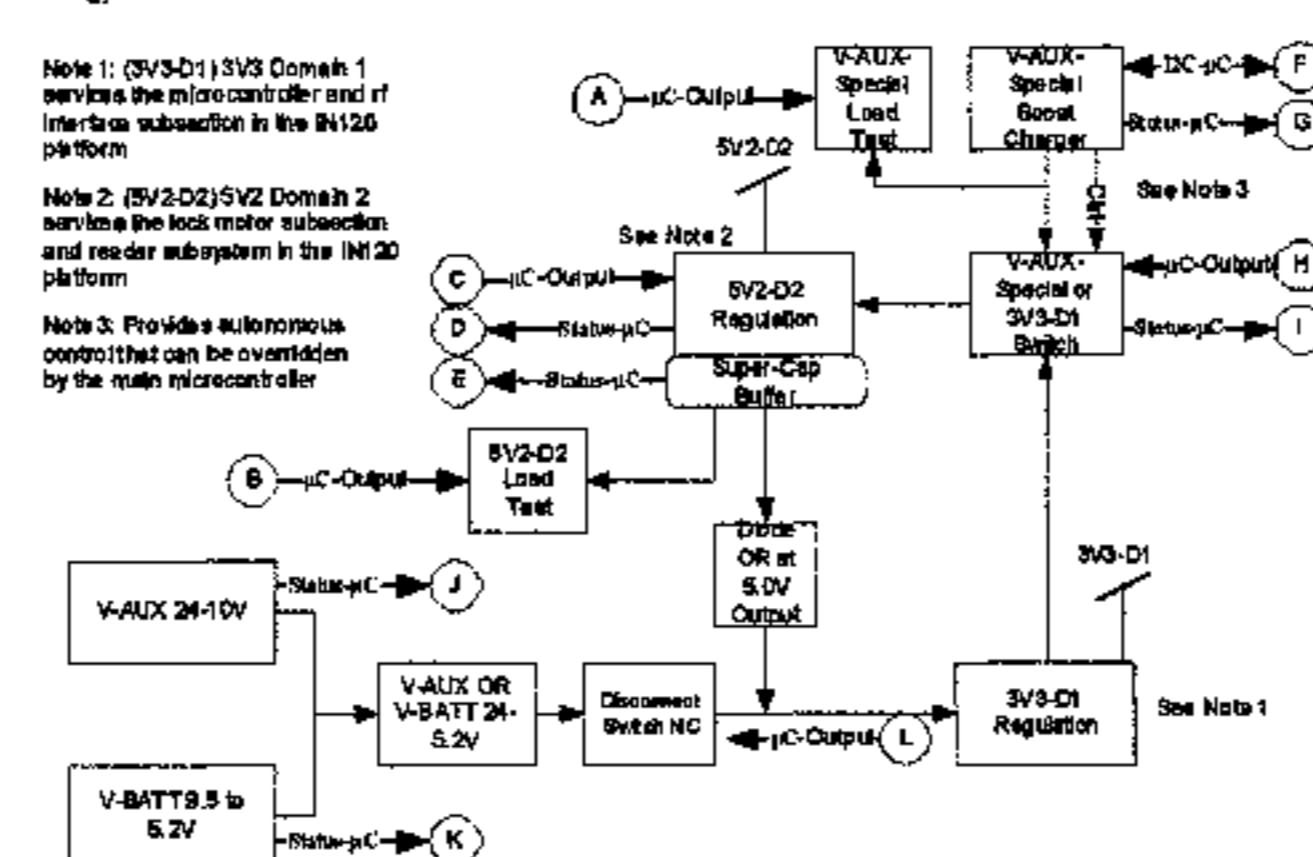 Note 1: (3V3-D1) 3V3 Domain 1
services the microcontroller and rf
interface subsection in the IN120
platform
Note 2: (5V2-D2) 5V2 Domain 2
services the lock motor subsection
and reader subsystem in the IN120
platform
Note 3: Provides autonomous
control that can be overridden
by the main microcontroller
A
µC-Output
V-AUX-
Special
Load
Test
V-AUX-
Special
Boost
Charger
I2C-µC
F
Status-µC
G
5V2-D2
See Note 2
Ctrl
See Note 3
C
µC-Output
D
Status-µC
E
Status-µC
5V2-D2
Regulation
Super-Cap
Buffer
V-AUX-
Special or
3V3-D1
Switch
µC-Output
H
Status-µC
I
B
µC-Output
5V2-D2
Load
Test
Diode
OR at
5.0V
Output
3V3-D1
V-AUX 24-10V
Status-µC
J
V-AUX OR
V-BATT 24-
5.2V
Disconnect
Switch NC
µC-Output
L
3V3-D1
Regulation
See Note 1
V-BATT 9.5 to
5.2V
Status-µC
K